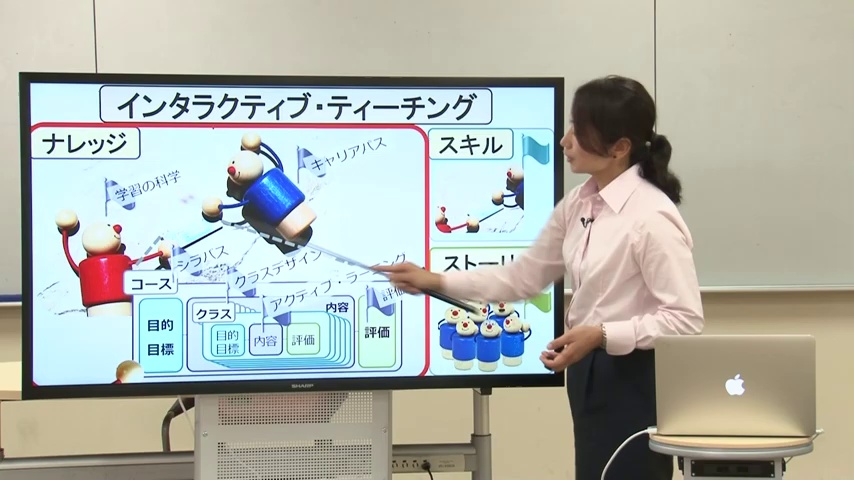 インタラクティブ・ティーチング
ナレッジ
スキル
キャリアパス
学習の科学
シラバス
クラスデザイン
アクティブ・ラーニング
評価
ストーリ
コース
目的
目標
クラス
目的
目標
内容
評価
内容
評価
SHARP